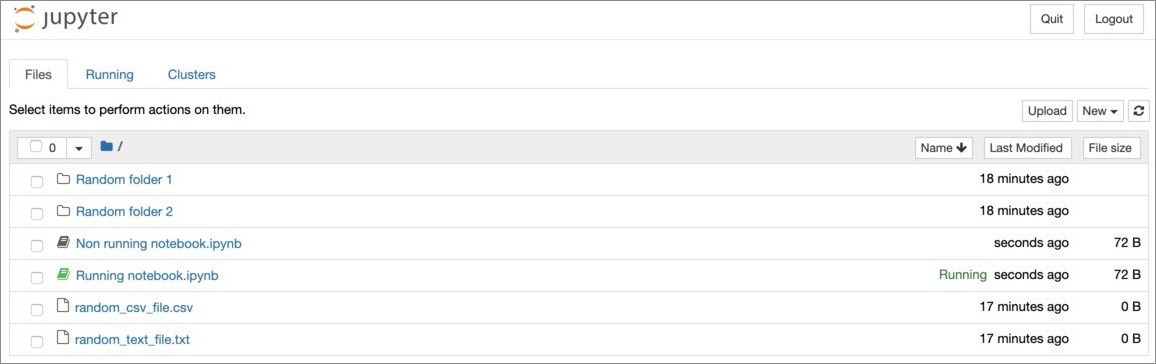 jupyter Quit Logout
Files Running Clusters
Select items to perform actions on them. Upload New
0 / Name Last Modified File size
Random folder 1 18 minutes ago
Random folder 2 18 minutes ago
Non running notebook.ipynb seconds ago 72 B
Running notebook.ipynb Running seconds ago 72 B
random_csv_file.csv 17 minutes ago 0 B
random_text_file.txt 17 minutes ago 0 B